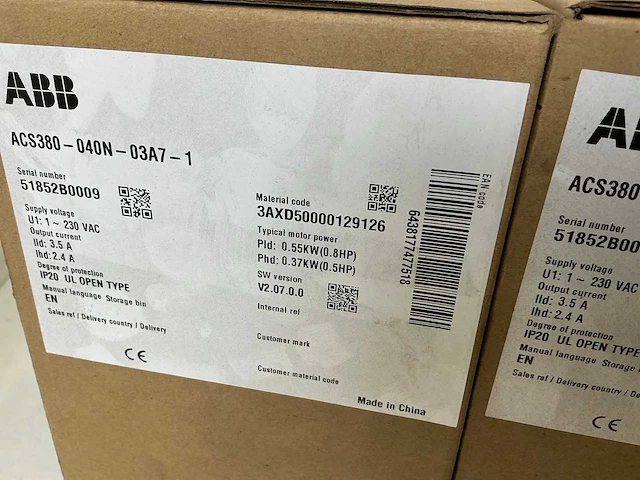 ABB
ACS380-040N-03A7-1
Serial number
51852B0009
Supply voltage
U1: 1 ~ 230 VAC
Output current
Ild: 3.5 A
Ihd: 2.4 A
Degree of protection
IP20 UL OPEN TYPE
Manual language Storage bin
EN
Sales ref / Delivery country / Delivery
CE
Material code
3AXD50000129126
Typical motor power
Pld: 0.55KW(0.8HP)
Phd: 0.37KW(0.5HP)
SW version
V2.07.0.0
Internal ref
Customer mark
Customer material code
Made in China
EAN code
6438177477518
ACS380
Serial number
51852B00
Supply voltage
U1: 1 ~ 230 VAC
Output current
Ild: 3.5 A
Ihd: 2.4 A
Degree of protection
IP20 UL OPEN TYPE
Manual language Storage
EN
Sales ref / Delivery country /
CE